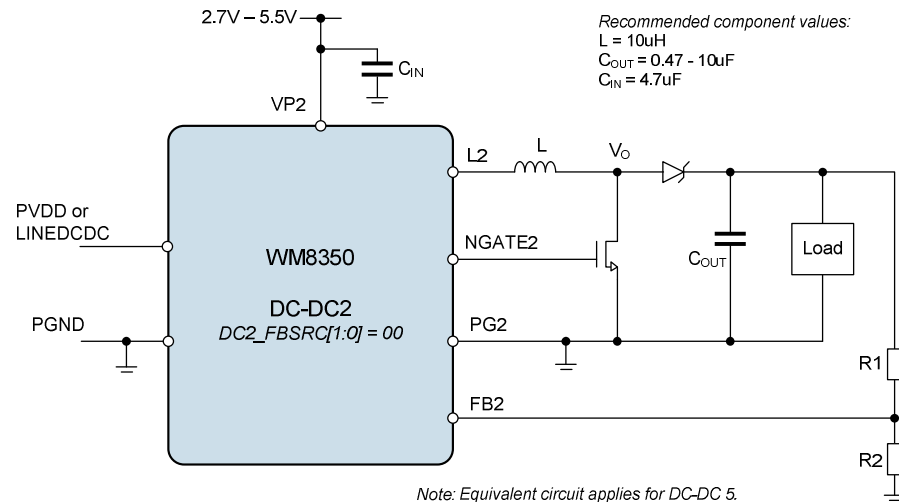 2.7V – 5.5V
Recommended component values:
L = 10uH
COUT = 0.47 - 10uF
CIN = 4.7uF
CIN
VP2
L2
L
VO
PVDD or
LINEDCDC
NGATE2
WM8350
COUT
Load
DC-DC2
DC2_FBSRC[1:0] = 00
PGND
PG2
R1
FB2
R2
Note: Equivalent circuit applies for DC-DC 5.